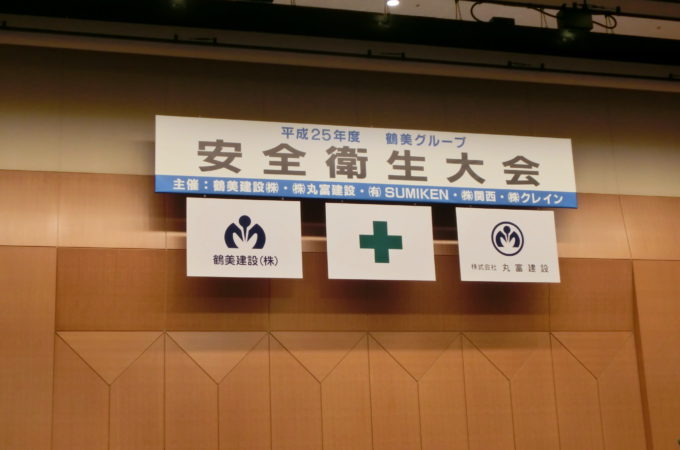 平成25年度　鶴美グループ
安全衛生大会
主催：鶴美建設㈱・㈱丸富建設・㈲SUMIKEN・㈱関西・㈱クレイン
鶴美建設(株)
株式会社 丸富建設